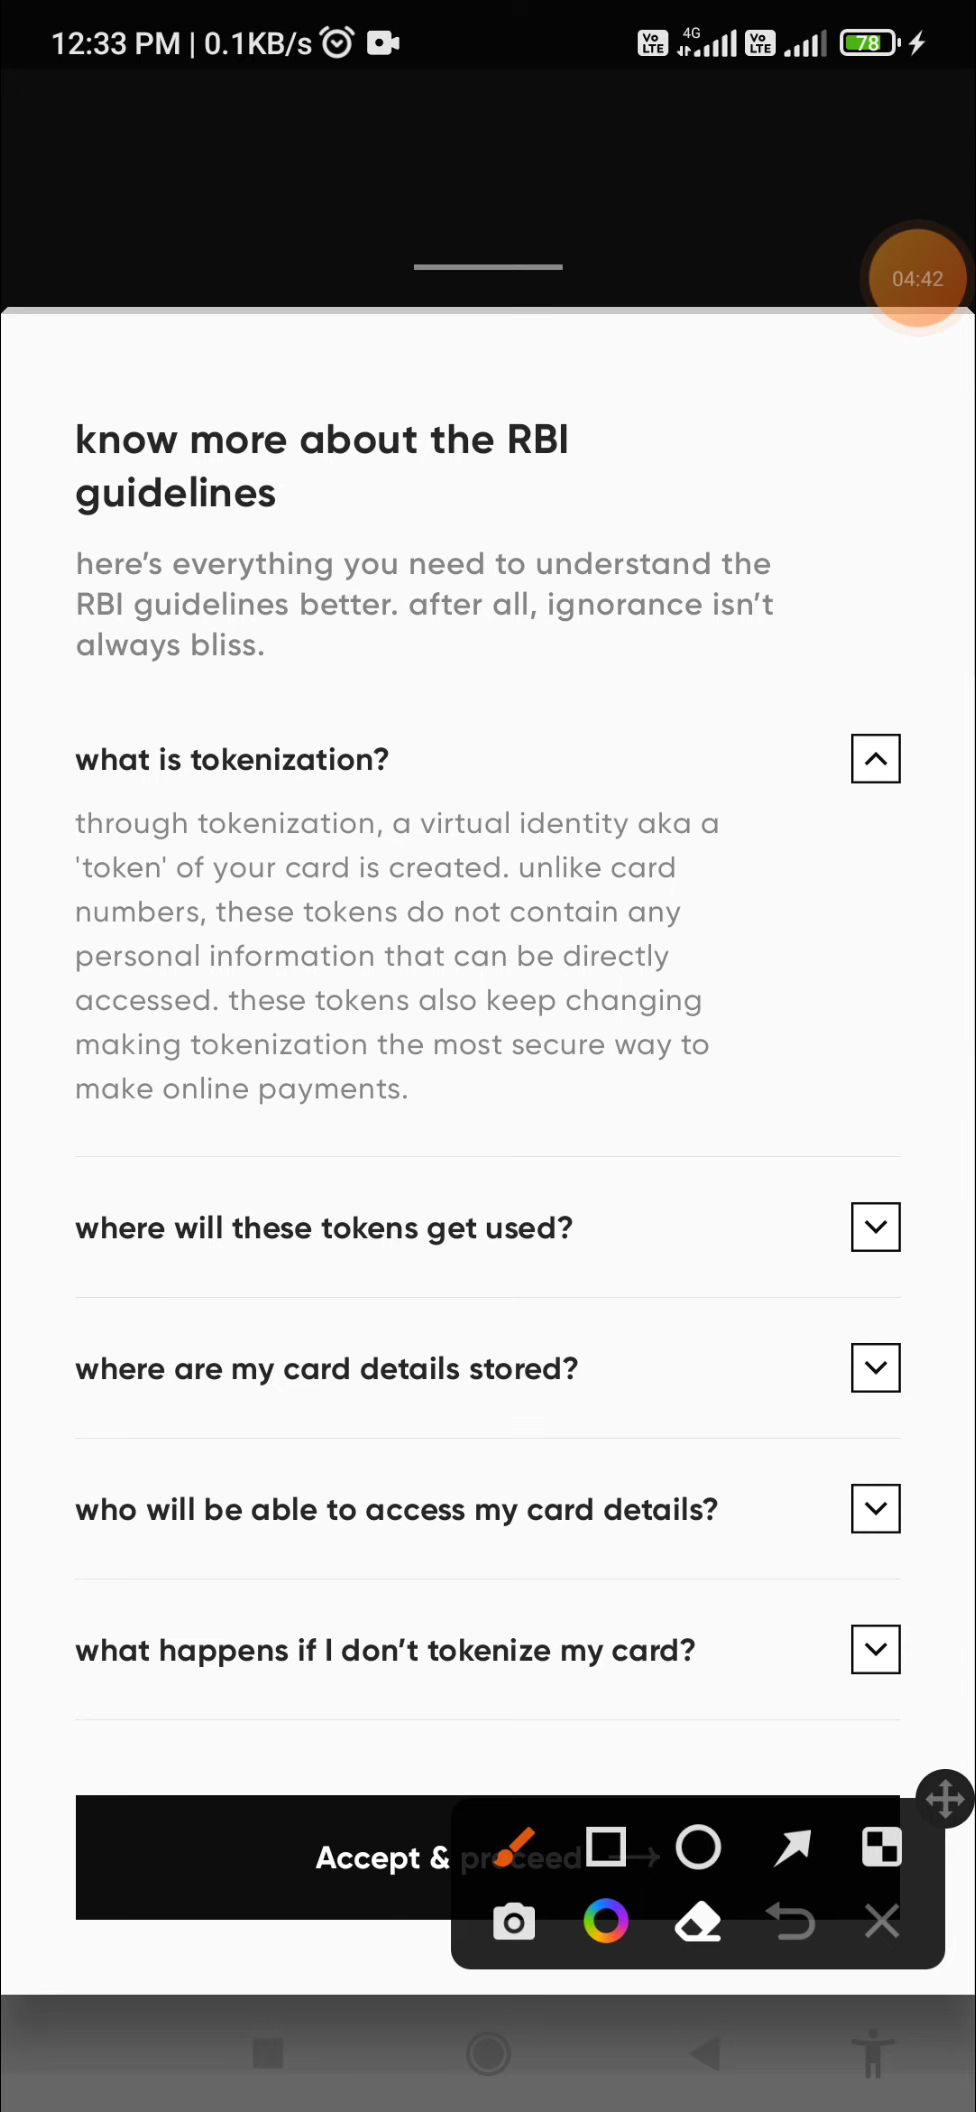 12:33 PM | 0.1KB/s
Vo LTE 4G Vo LTE 78
04:42
know more about the RBI
guidelines
here’s everything you need to understand the
RBI guidelines better. after all, ignorance isn’t
always bliss.
what is tokenization?
through tokenization, a virtual identity aka a
'token' of your card is created. unlike card
numbers, these tokens do not contain any
personal information that can be directly
accessed. these tokens also keep changing
making tokenization the most secure way to
make online payments.
where will these tokens get used?
where are my card details stored?
who will be able to access my card details?
what happens if I don’t tokenize my card?
Accept & proceed